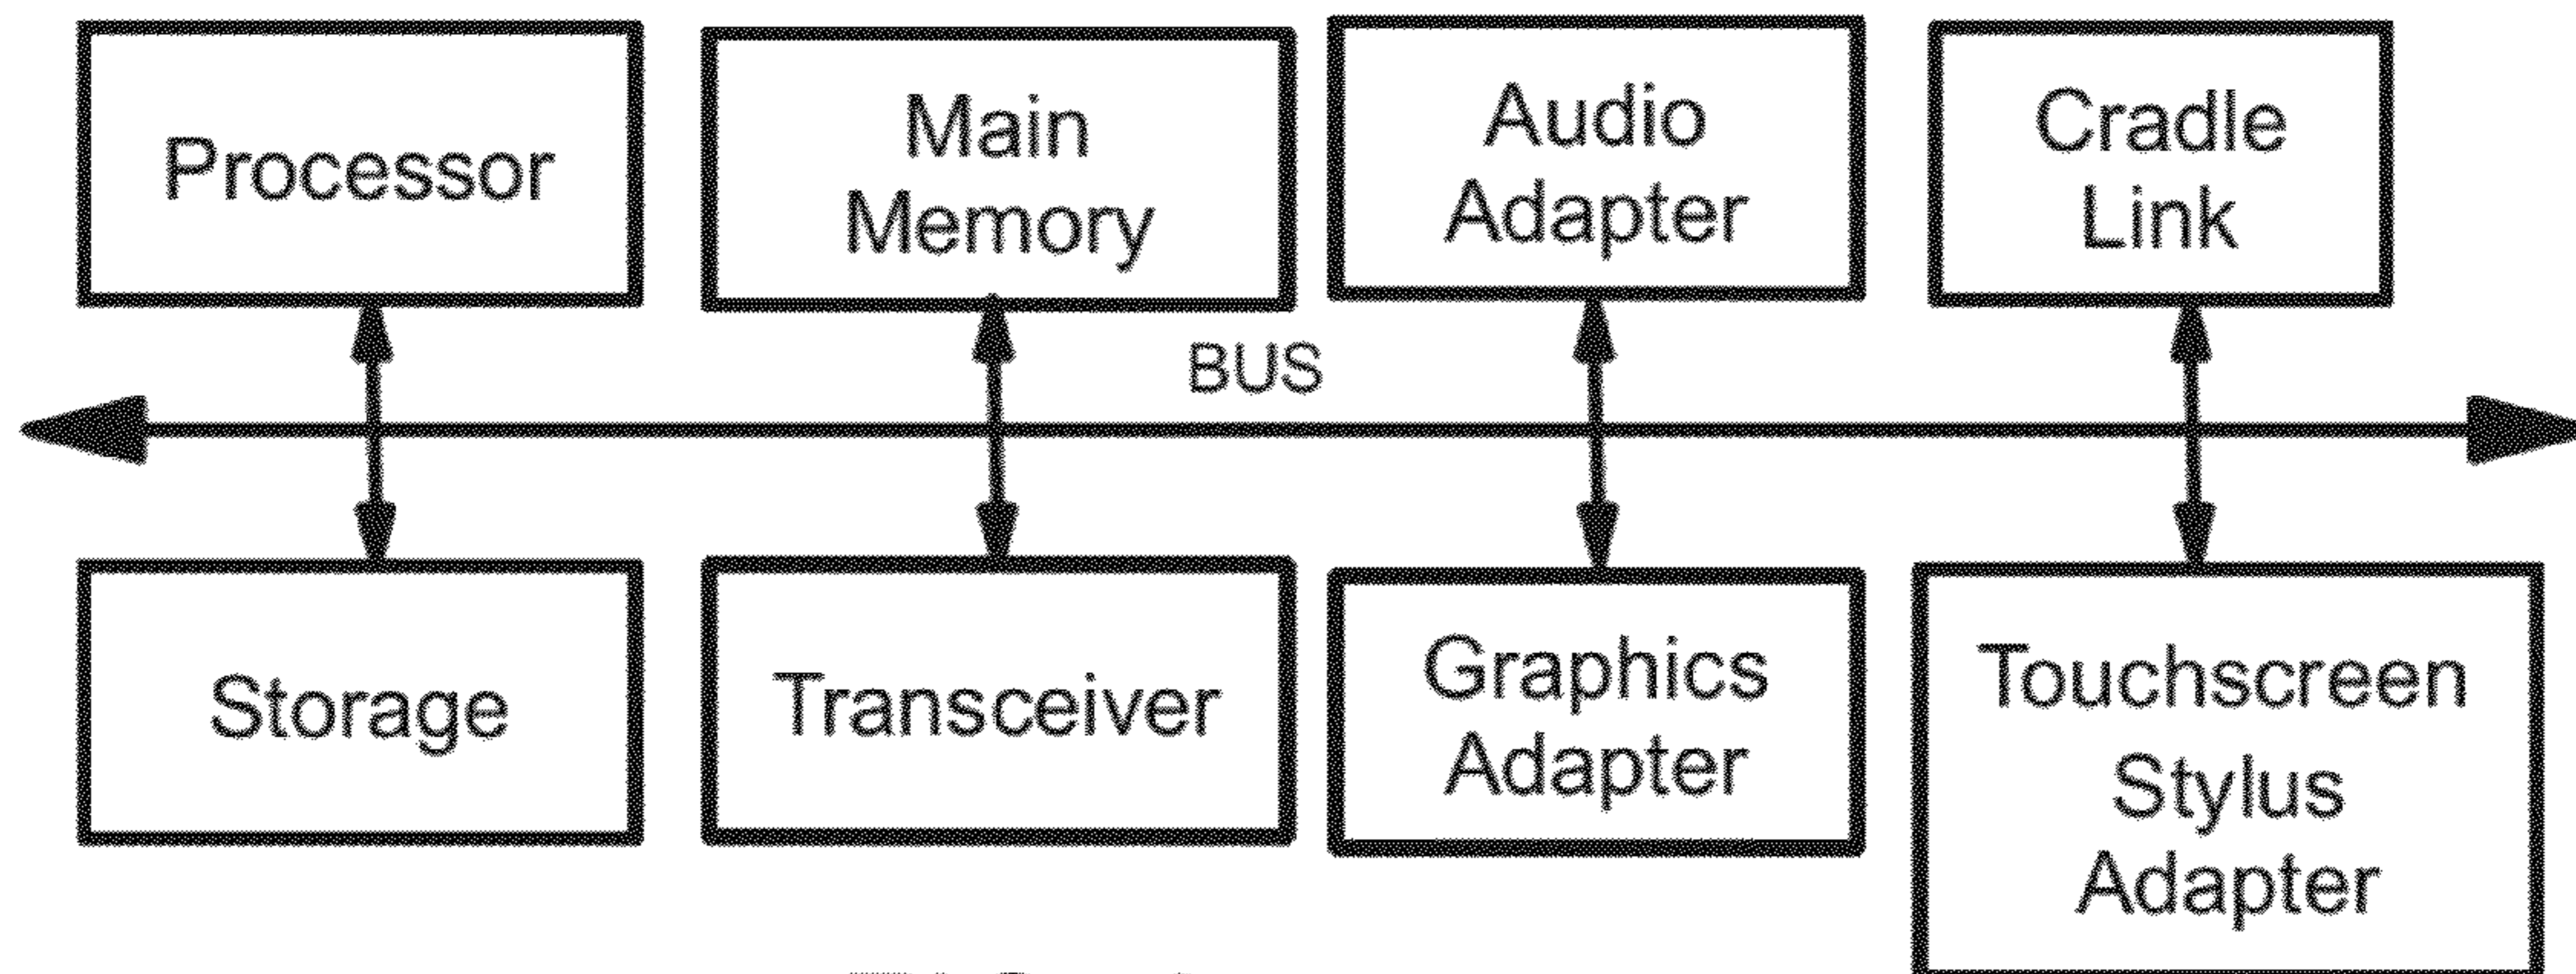 Processor
Main
Memory
Audio
Adapter
Cradle
Link
BUS
Storage
Transceiver
Graphics
Adapter
Touchscreen
Stylus
Adapter